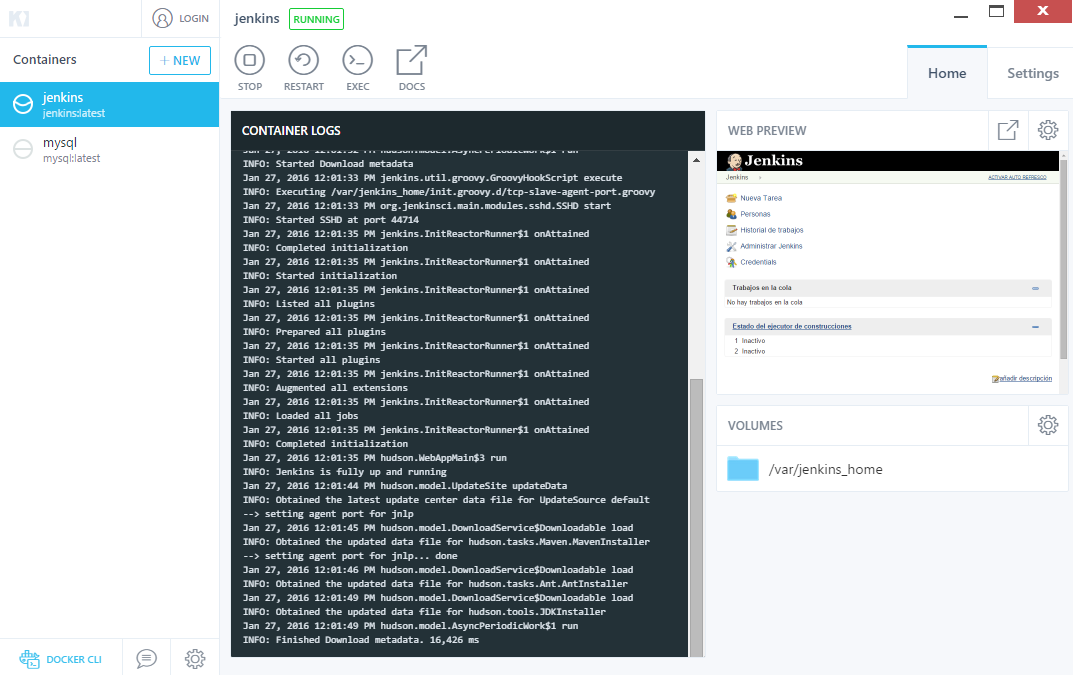 LOGIN
Containers
+ NEW
jenkins
jenkins:latest
mysql
mysql:latest
DOCKER CLI
jenkins RUNNING
STOP
RESTART
EXEC
DOCS
Home
Settings
CONTAINER LOGS
Jan 27, 2016 12:01:32 PM hudson.model.AsyncPeriodicWork$1 run
INFO: Started Download metadata
Jan 27, 2016 12:01:33 PM jenkins.util.groovy.GroovyHookScript execute
INFO: Executing /var/jenkins_home/init.groovy.d/tcp-slave-agent-port.groovy
Jan 27, 2016 12:01:33 PM org.jenkinsci.main.modules.sshd.SSHD start
INFO: Started SSHD at port 44714
Jan 27, 2016 12:01:35 PM jenkins.InitReactorRunner$1 onAttained
INFO: Completed initialization
Jan 27, 2016 12:01:35 PM jenkins.InitReactorRunner$1 onAttained
INFO: Started initialization
Jan 27, 2016 12:01:35 PM jenkins.InitReactorRunner$1 onAttained
INFO: Listed all plugins
Jan 27, 2016 12:01:35 PM jenkins.InitReactorRunner$1 onAttained
INFO: Prepared all plugins
Jan 27, 2016 12:01:35 PM jenkins.InitReactorRunner$1 onAttained
INFO: Started all plugins
Jan 27, 2016 12:01:35 PM jenkins.InitReactorRunner$1 onAttained
INFO: Augmented all extensions
Jan 27, 2016 12:01:35 PM jenkins.InitReactorRunner$1 onAttained
INFO: Loaded all jobs
Jan 27, 2016 12:01:35 PM jenkins.InitReactorRunner$1 onAttained
INFO: Completed initialization
Jan 27, 2016 12:01:35 PM hudson.WebAppMain$3 run
INFO: Jenkins is fully up and running
Jan 27, 2016 12:01:44 PM hudson.model.UpdateSite updateData
INFO: Obtained the latest update center data file for UpdateSource default
--> setting agent port for jnlp
Jan 27, 2016 12:01:45 PM hudson.model.DownloadService$Downloadable load
INFO: Obtained the updated data file for hudson.tasks.Maven.MavenInstaller
--> setting agent port for jnlp... done
Jan 27, 2016 12:01:46 PM hudson.model.DownloadService$Downloadable load
INFO: Obtained the updated data file for hudson.tasks.Ant.AntInstaller
Jan 27, 2016 12:01:49 PM hudson.model.DownloadService$Downloadable load
INFO: Obtained the updated data file for hudson.tools.JDKInstaller
Jan 27, 2016 12:01:49 PM hudson.model.AsyncPeriodicWork$1 run
INFO: Finished Download metadata. 16,426 ms
WEB PREVIEW
Jenkins
Jenkins
ACTIVAR AUTO REFRESCO
Nueva Tarea
Personas
Historial de trabajos
Administrar Jenkins
Credentials
Trabajos en la cola
No hay trabajos en la cola
Estado del ejecutor de construcciones
1 Inactivo
2 Inactivo
añadir descripción
VOLUMES
/var/jenkins_home